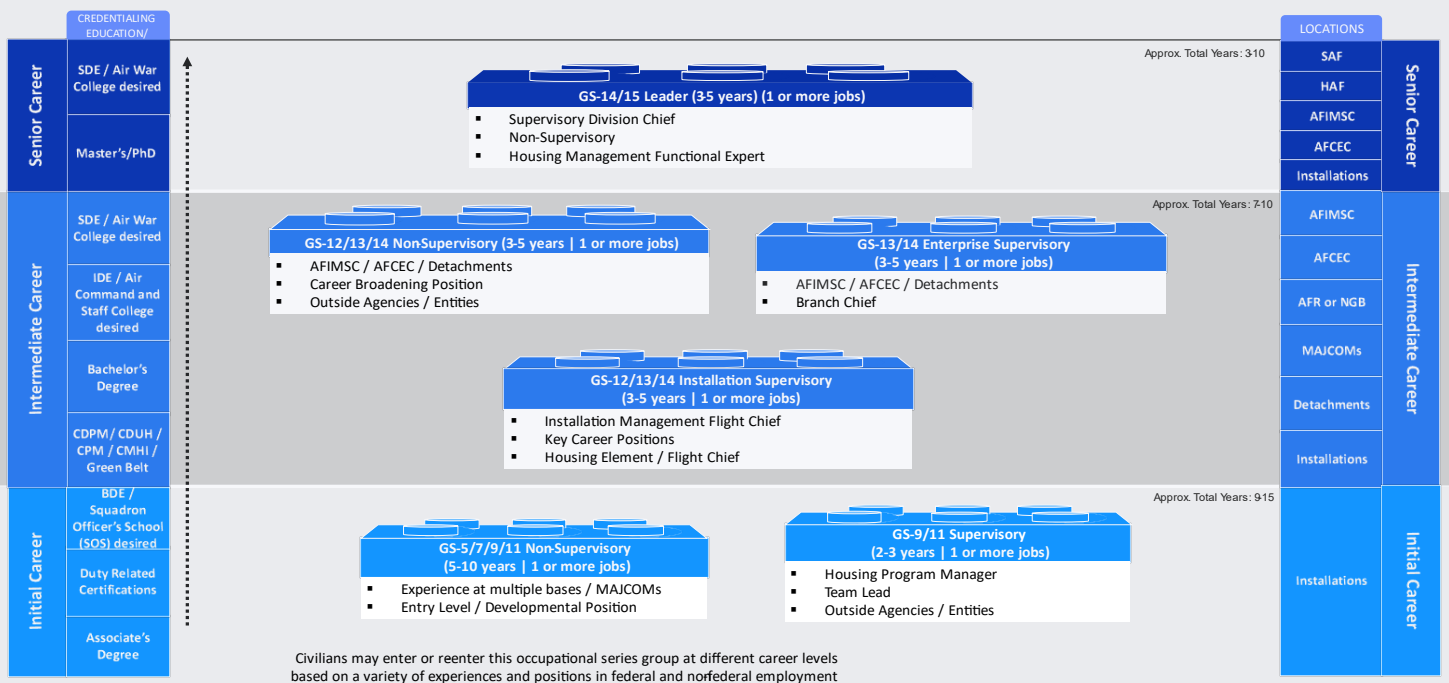 CREDENTIALING
EDUCATION/
LOCATIONS
Senior Career
SDE / Air War
College desired
Master's/PhD
Approx. Total Years: 3-10
GS-14/15 Leader (3-5 years) (1 or more jobs)
▪ Supervisory Division Chief
▪ Non-Supervisory
▪ Housing Management Functional Expert
SAF
HAF
AFIMSC
AFCEC
Installations
Senior Career
Intermediate Career
SDE / Air War
College desired
IDE / Air
Command and
Staff College
desired
Bachelor's
Degree
CDPM/ CDUH /
CPM / CMHI /
Green Belt
Approx. Total Years: 7-10
GS-12/13/14 Non-Supervisory (3-5 years | 1 or more jobs)
▪ AFIMSC / AFCEC / Detachments
▪ Career Broadening Position
▪ Outside Agencies / Entities
GS-13/14 Enterprise Supervisory
(3-5 years | 1 or more jobs)
▪ AFIMSC / AFCEC / Detachments
▪ Branch Chief
GS-12/13/14 Installation Supervisory
(3-5 years | 1 or more jobs)
▪ Installation Management Flight Chief
▪ Key Career Positions
▪ Housing Element / Flight Chief
AFIMSC
AFCEC
AFR or NGB
MAJCOMs
Detachments
Installations
Intermediate Career
Initial Career
BDE /
Squadron
Officer's School
(SOS) desired
Duty Related
Certifications
Associate's
Degree
Approx. Total Years: 9-15
GS-5/7/9/11 Non-Supervisory
(5-10 years | 1 or more jobs)
▪ Experience at multiple bases / MAJCOMs
▪ Entry Level / Developmental Position
GS-9/11 Supervisory
(2-3 years | 1 or more jobs)
▪ Housing Program Manager
▪ Team Lead
▪ Outside Agencies / Entities
Installations
Initial Career
Civilians may enter or reenter this occupational series group at different career levels
based on a variety of experiences and positions in federal and non-federal employment